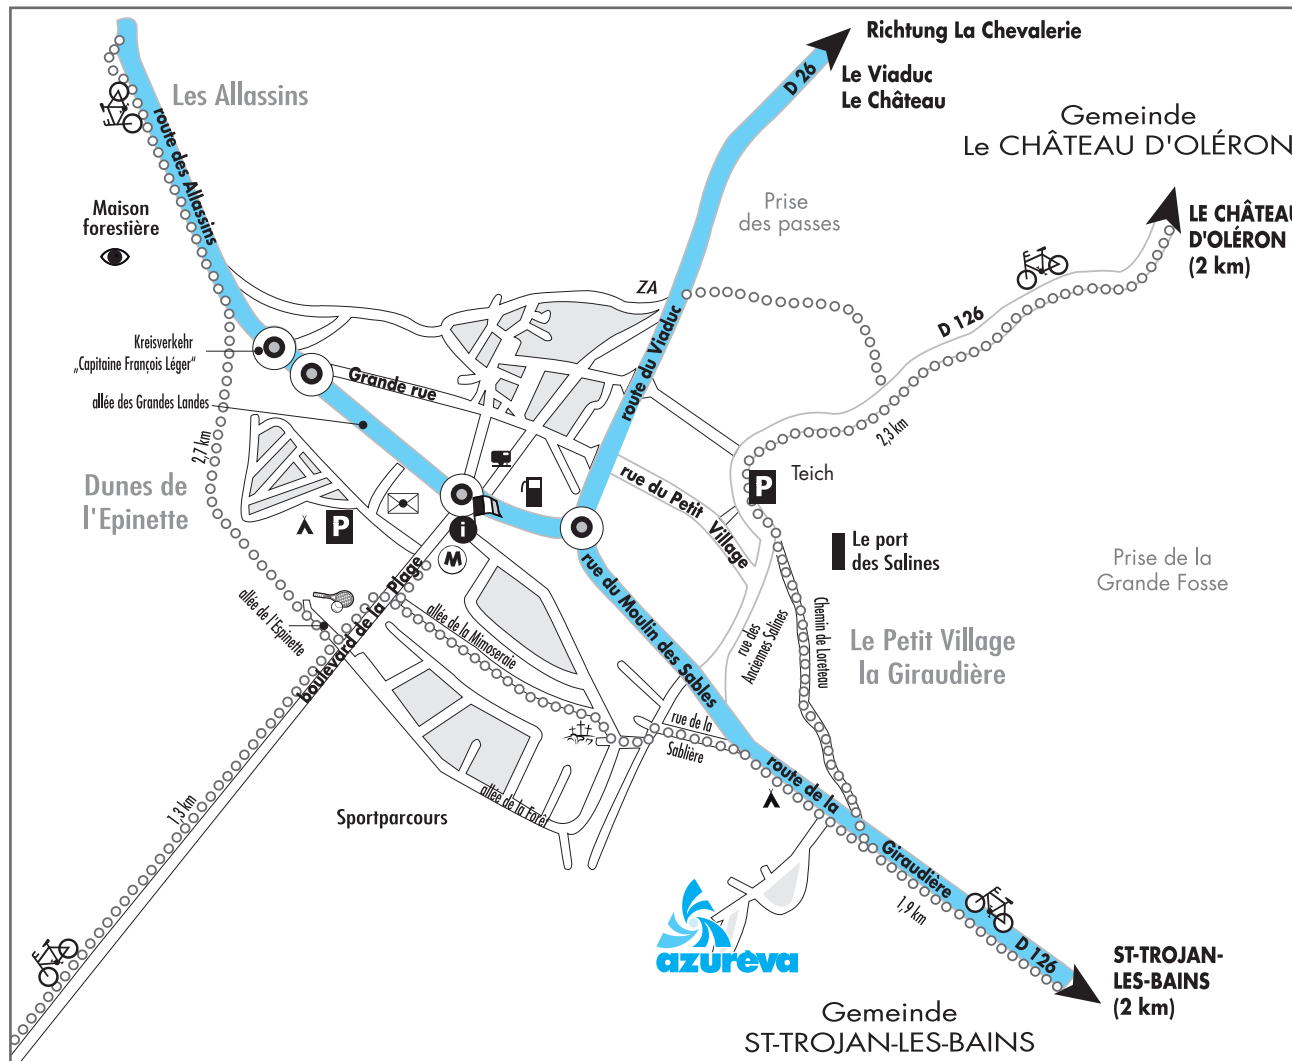 Richtung La Chevalerie
D 26
Le Viaduc
Le Château
Les Allassins
Gemeinde
Le CHÂTEAU D'OLÉRON
route des Allassins
Prise
des passes
Maison
forestière
LE CHÂTEAU
D'OLÉRON
(2 km)
ZA
D 126
Kreisverkehr
„Capitaine François Léger“
route du Viaduc
Grande rue
allée des Grandes Landes
2,3 km
2,7 km
rue du Petit Village
Teich
P
Dunes de
l'Epinette
P
i
M
Le port
des Salines
Prise de la
Grande Fosse
boulevard de la Plage
rue du Moulin des Sables
allée de l'Espinette
allée de la Mimoseraie
rue des
Anciennes Salines
Chemin de Loreteau
Le Petit Village
la Giraudière
rue de la
Sablière
route de la Giraudière
1,3 km
Sportparcours
allée de la Forêt
1,9 km
D 126
azurèva
ST-TROJAN-
LES-BAINS
(2 km)
Gemeinde
ST-TROJAN-LES-BAINS